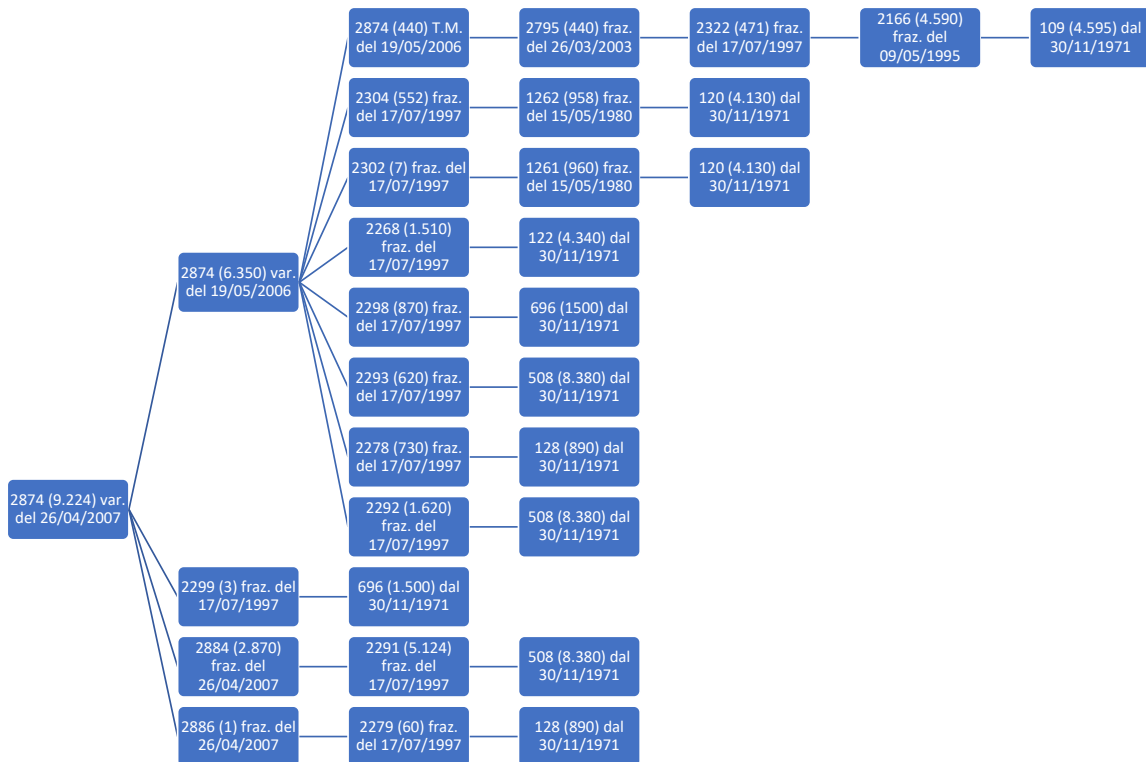 2874 (440) T.M.
del 19/05/2006
2795 (440) fraz.
del 26/03/2003
2322 (471) fraz.
del 17/07/1997
2166 (4.590)
fraz. del
09/05/1995
109 (4.595) dal
30/11/1971
2304 (552) fraz.
del 17/07/1997
1262 (958) fraz.
del 15/05/1980
120 (4.130) dal
30/11/1971
2302 (7) fraz. del
17/07/1997
1261 (960) fraz.
del 15/05/1980
120 (4.130) dal
30/11/1971
2268 (1.510)
fraz. del
17/07/1997
122 (4.340) dal
30/11/1971
2874 (6.350) var.
del 19/05/2006
2298 (870) fraz.
del 17/07/1997
696 (1500) dal
30/11/1971
2293 (620) fraz.
del 17/07/1997
508 (8.380) dal
30/11/1971
2278 (730) fraz.
del 17/07/1997
128 (890) dal
30/11/1971
2874 (9.224) var.
del 26/04/2007
2292 (1.620)
fraz. del
17/07/1997
508 (8.380) dal
30/11/1971
2299 (3) fraz. del
17/07/1997
696 (1.500) dal
30/11/1971
2884 (2.870)
fraz. del
26/04/2007
2291 (5.124)
fraz. del
17/07/1997
508 (8.380) dal
30/11/1971
2886 (1) fraz. del
26/04/2007
2279 (60) fraz.
del 17/07/1997
128 (890) dal
30/11/1971